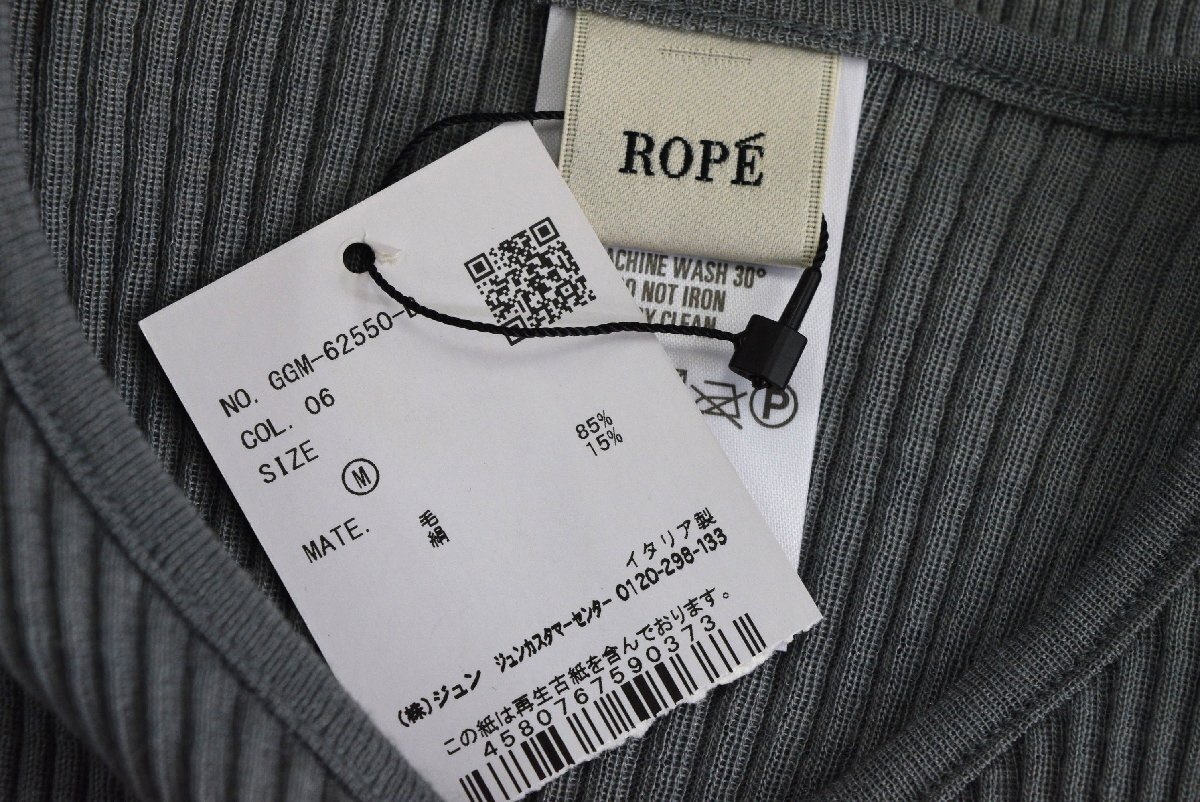 ROPÉ
MACHINE WASH 30°
DO NOT IRON
DRY CLEAN
P
NO. GGM-62550-
COL. 06
SIZE
M
MATE.
毛 85%
絹 15%
イタリア製
(株)ジュン ジュンカスタマーセンター 0120-298-133
この紙は再生古紙を含んでおります。
4580767590373